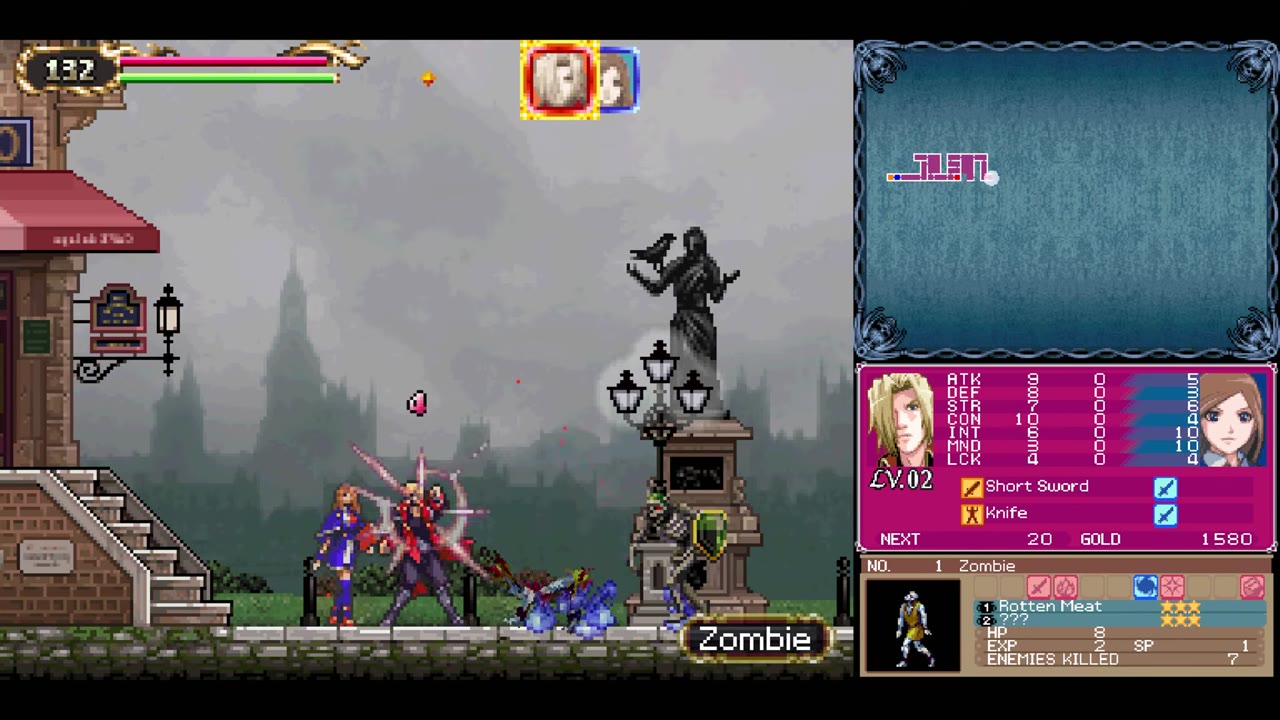 132
Zombie
ATK 9 0 5
DEF 8 0 3
STR 7 0 6
CON 10 0 4
INT 6 0 10
MND 3 0 10
LCK 4 0 4
LV.02
Short Sword
Knife
NEXT 20 GOLD 1580
NO. 1 Zombie
1 Rotten Meat
2 ???
HP 8
EXP 2 SP 1
ENEMIES KILLED 7